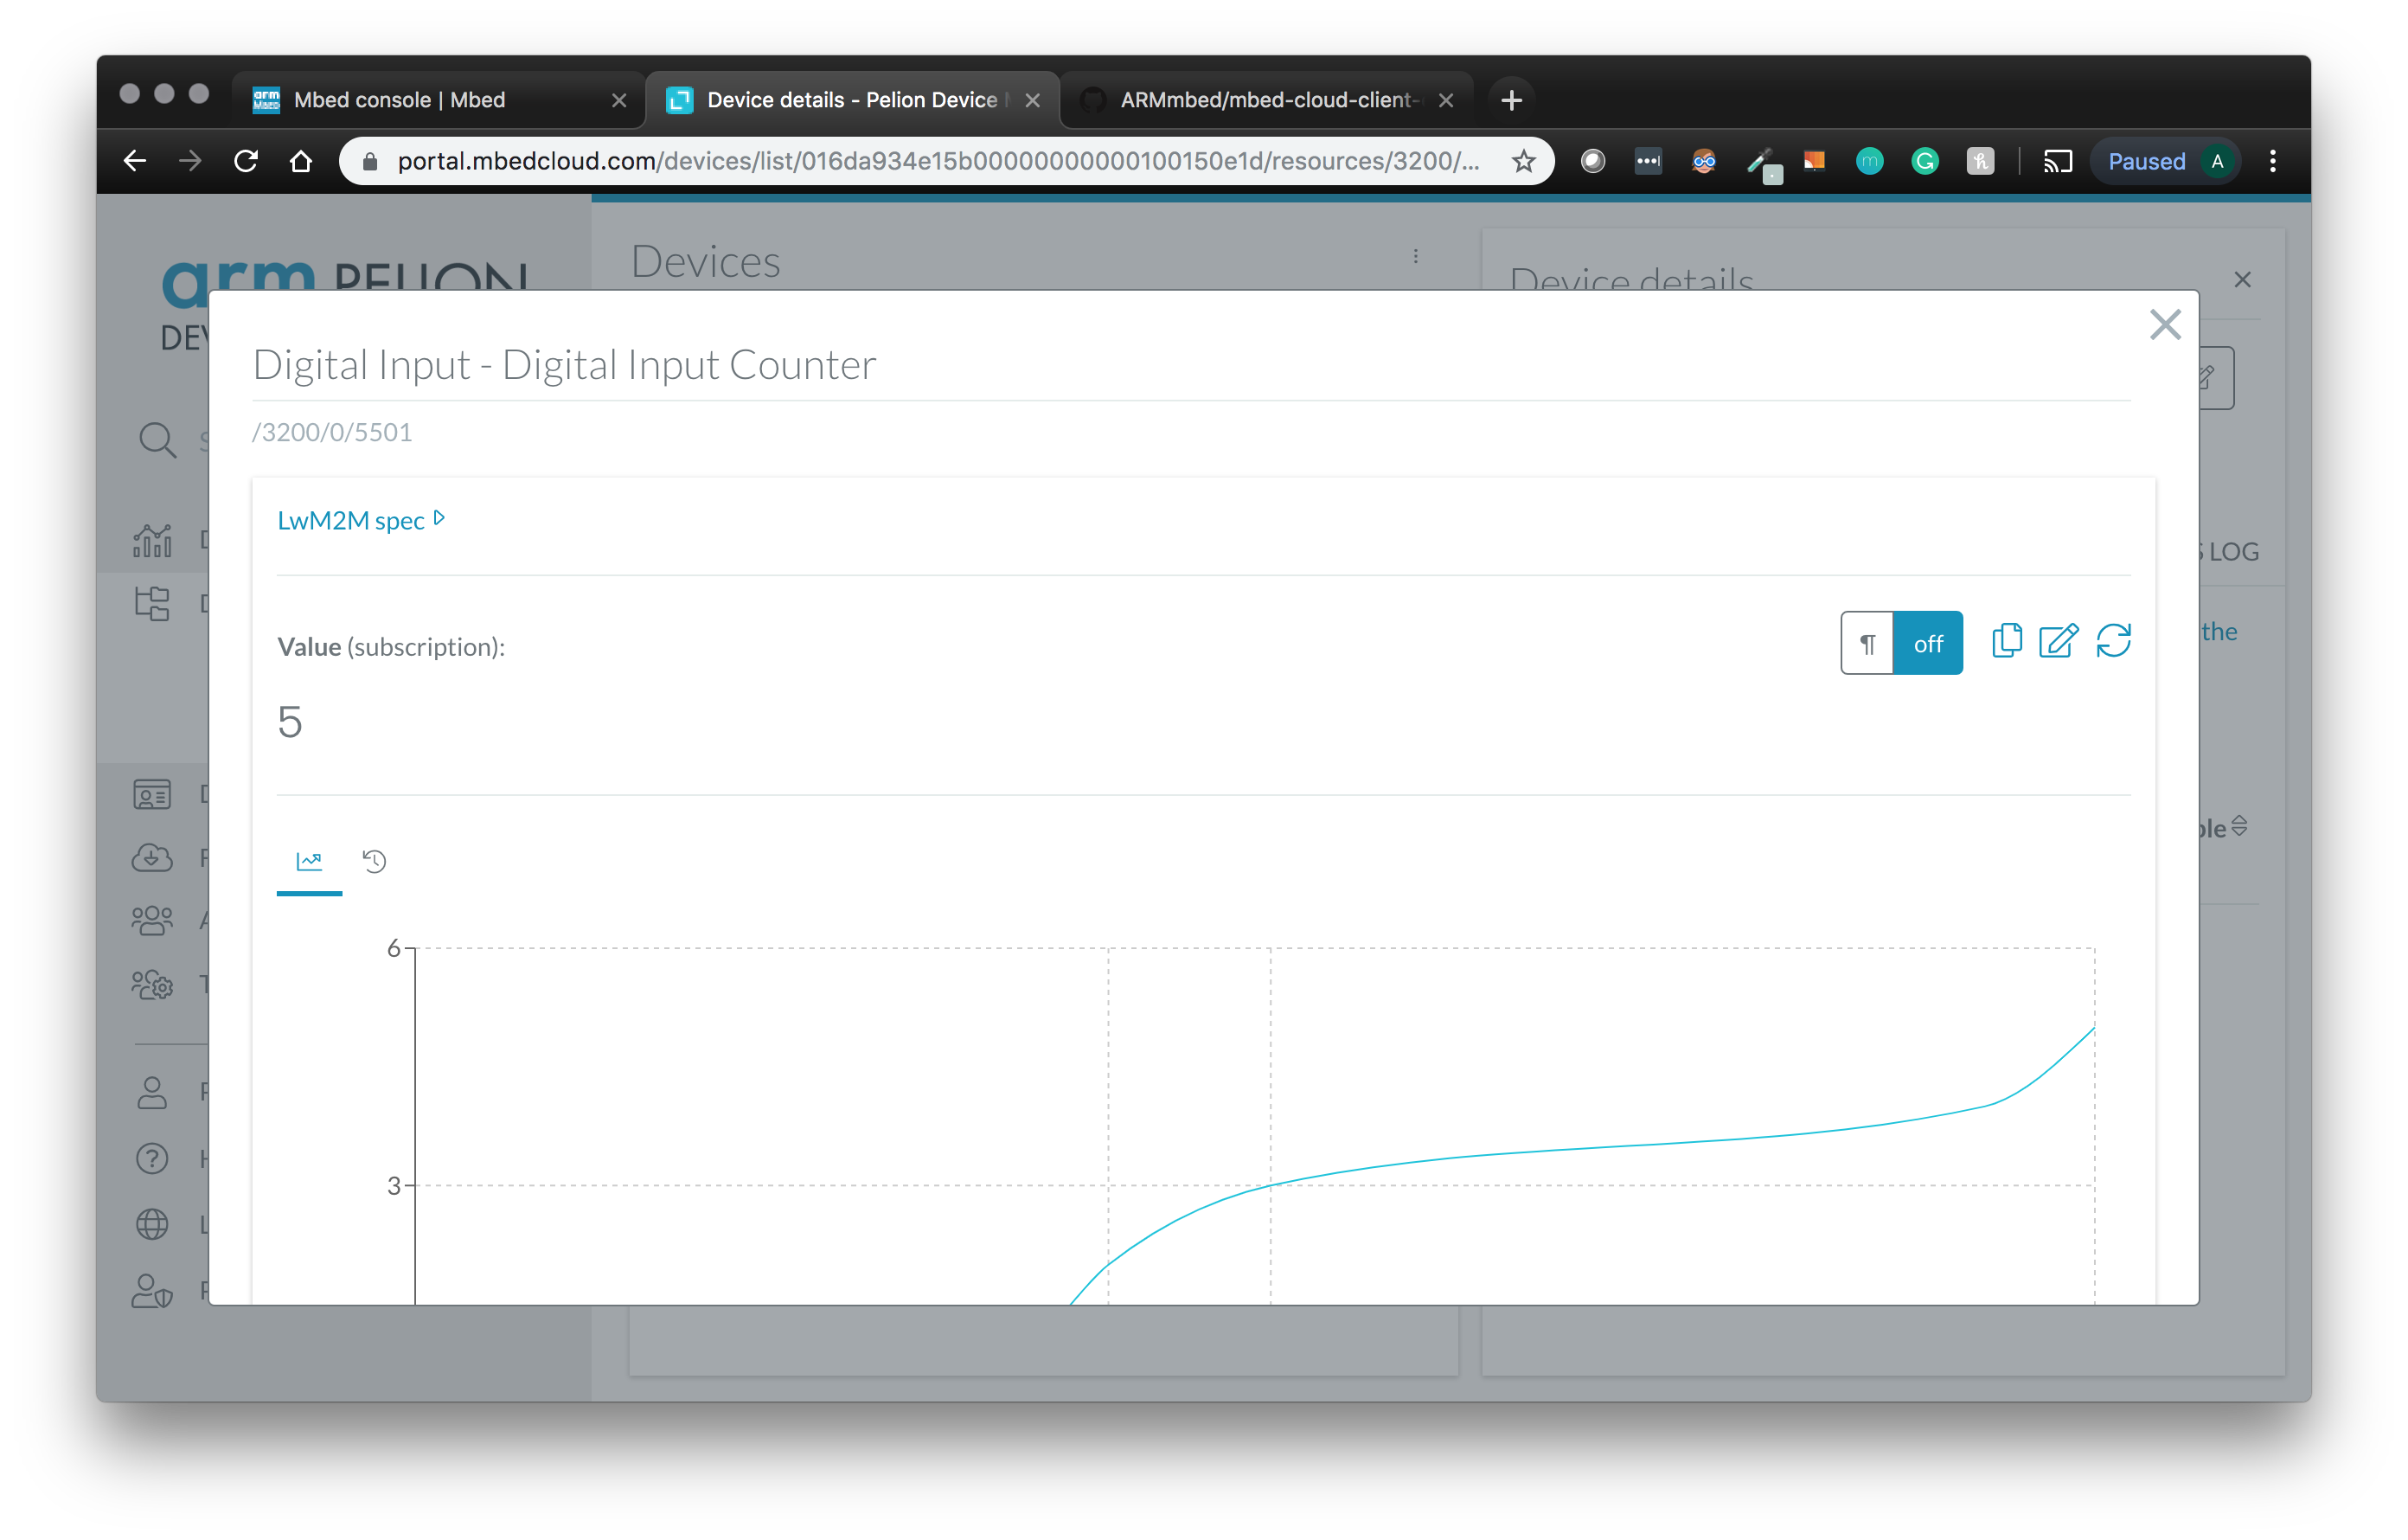 Mbed console | Mbed
Device details - Pelion Device
ARMmbed/mbed-cloud-client-
portal.mbedcloud.com/devices/list/016da934e15b00000000000100150e1d/resources/3200/...
Paused A
arm PELION
Devices
Device details
Digital Input - Digital Input Counter
/3200/0/5501
LwM2M spec
LOG
Value (subscription):
¶ off
the
5
6
3